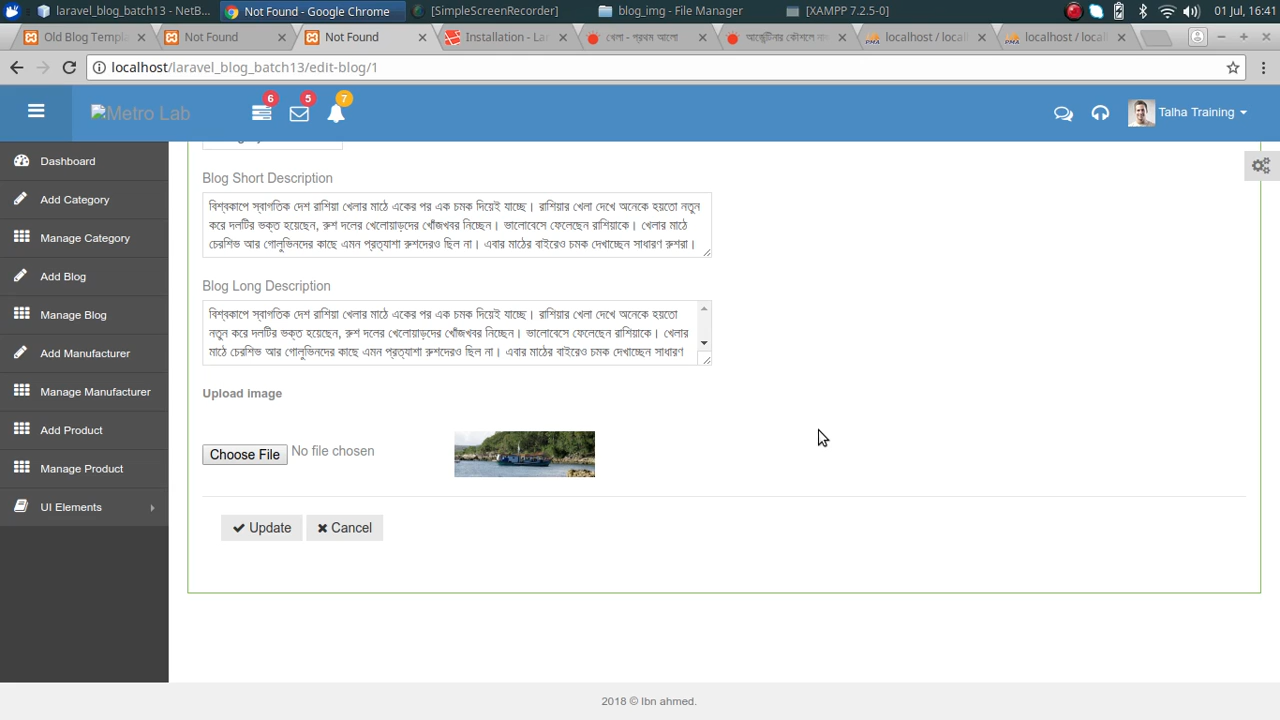 laravel_blog_batch13 - NetB...
Not Found - Google Chrome
[SimpleScreenRecorder]
blog_img - File Manager
[XAMPP 7.2.5-0]
01 Jul, 16:41
Old Blog Templa
Not Found
Not Found
Installation - La
খেলা - প্রথম আলো
আর্জেন্টিনার কৌশলে
localhost / local
localhost / local
localhost/laravel_blog_batch13/edit-blog/1
Metro Lab
6
5
7
Talha Training
Dashboard
Add Category
Manage Category
Add Blog
Manage Blog
Add Manufacturer
Manage Manufacturer
Add Product
Manage Product
UI Elements
Blog Short Description
বিশ্বকাপে স্বাগতিক দেশ রাশিয়া খেলার মাঠে একের পর এক চমক দিয়েই যাচ্ছে। রাশিয়ার খেলা দেখে অনেকে হয়তো নতুন
করে দলটির ভক্ত হয়েছেন, রুশ দলের খেলোয়াড়দের খোঁজখবর নিচ্ছেন। ভালোবেসে ফেলেছেন রাশিয়াকে। খেলার মাঠে
চেরশিভ আর গোলুভিনদের কাছে এমন প্রত্যাশা রুশদেরও ছিল না। এবার মাঠের বাইরেও চমক দেখাচ্ছেন সাধারণ রুশরা।
Blog Long Description
বিশ্বকাপে স্বাগতিক দেশ রাশিয়া খেলার মাঠে একের পর এক চমক দিয়েই যাচ্ছে। রাশিয়ার খেলা দেখে অনেকে হয়তো
নতুন করে দলটির ভক্ত হয়েছেন, রুশ দলের খেলোয়াড়দের খোঁজখবর নিচ্ছেন। ভালোবেসে ফেলেছেন রাশিয়াকে। খেলার
মাঠে চেরশিভ আর গোলুভিনদের কাছে এমন প্রত্যাশা রুশদেরও ছিল না। এবার মাঠের বাইরেও চমক দেখাচ্ছেন সাধারণ
Upload image
Choose File No file chosen
Update
Cancel
2018 © Ibn ahmed.